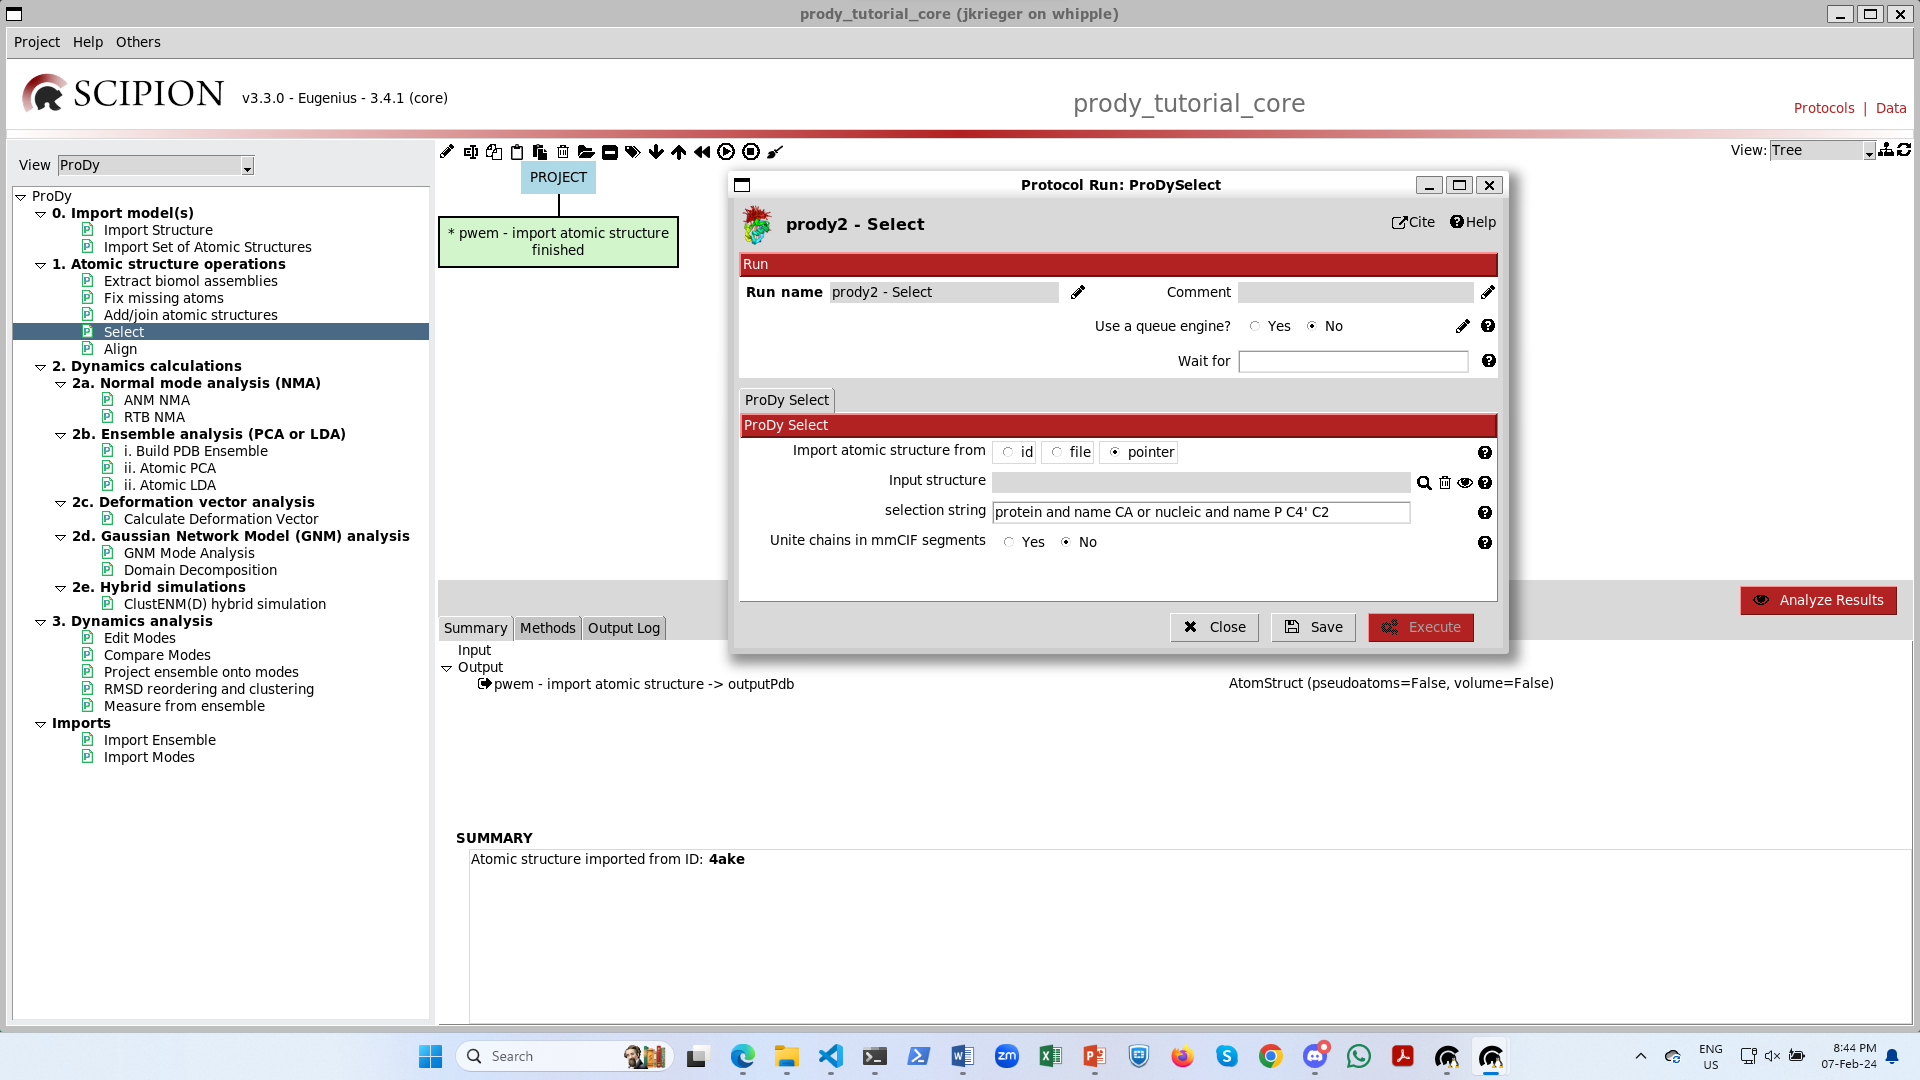 prody_tutorial_core (jkrieger on whipple)
Project Help Others
SCIPION v3.3.0 - Eugenius - 3.4.1 (core)
prody_tutorial_core
Protocols | Data
View ProDy
View: Tree
ProDy
0. Import model(s)
Import Structure
Import Set of Atomic Structures
1. Atomic structure operations
Extract biomol assemblies
Fix missing atoms
Add/join atomic structures
Select
Align
2. Dynamics calculations
2a. Normal mode analysis (NMA)
ANM NMA
RTB NMA
2b. Ensemble analysis (PCA or LDA)
i. Build PDB Ensemble
ii. Atomic PCA
ii. Atomic LDA
2c. Deformation vector analysis
Calculate Deformation Vector
2d. Gaussian Network Model (GNM) analysis
GNM Mode Analysis
Domain Decomposition
2e. Hybrid simulations
ClustENM(D) hybrid simulation
3. Dynamics analysis
Edit Modes
Compare Modes
Project ensemble onto modes
RMSD reordering and clustering
Measure from ensemble
Imports
Import Ensemble
Import Modes
PROJECT
* pwem - import atomic structure
finished
Protocol Run: ProDySelect
prody2 - Select
Cite Help
Run
Run name prody2 - Select
Comment
Use a queue engine? Yes No
Wait for
ProDy Select
ProDy Select
Import atomic structure from id file pointer
Input structure
selection string protein and name CA or nucleic and name P C4' C2
Unite chains in mmCIF segments Yes No
Close Save Execute
Analyze Results
Summary Methods Output Log
Input
Output
pwem - import atomic structure -> outputPdb AtomStruct (pseudoatoms=False, volume=False)
SUMMARY
Atomic structure imported from ID: 4ake
Search
zm
ENG
US
8:44 PM
07-Feb-24